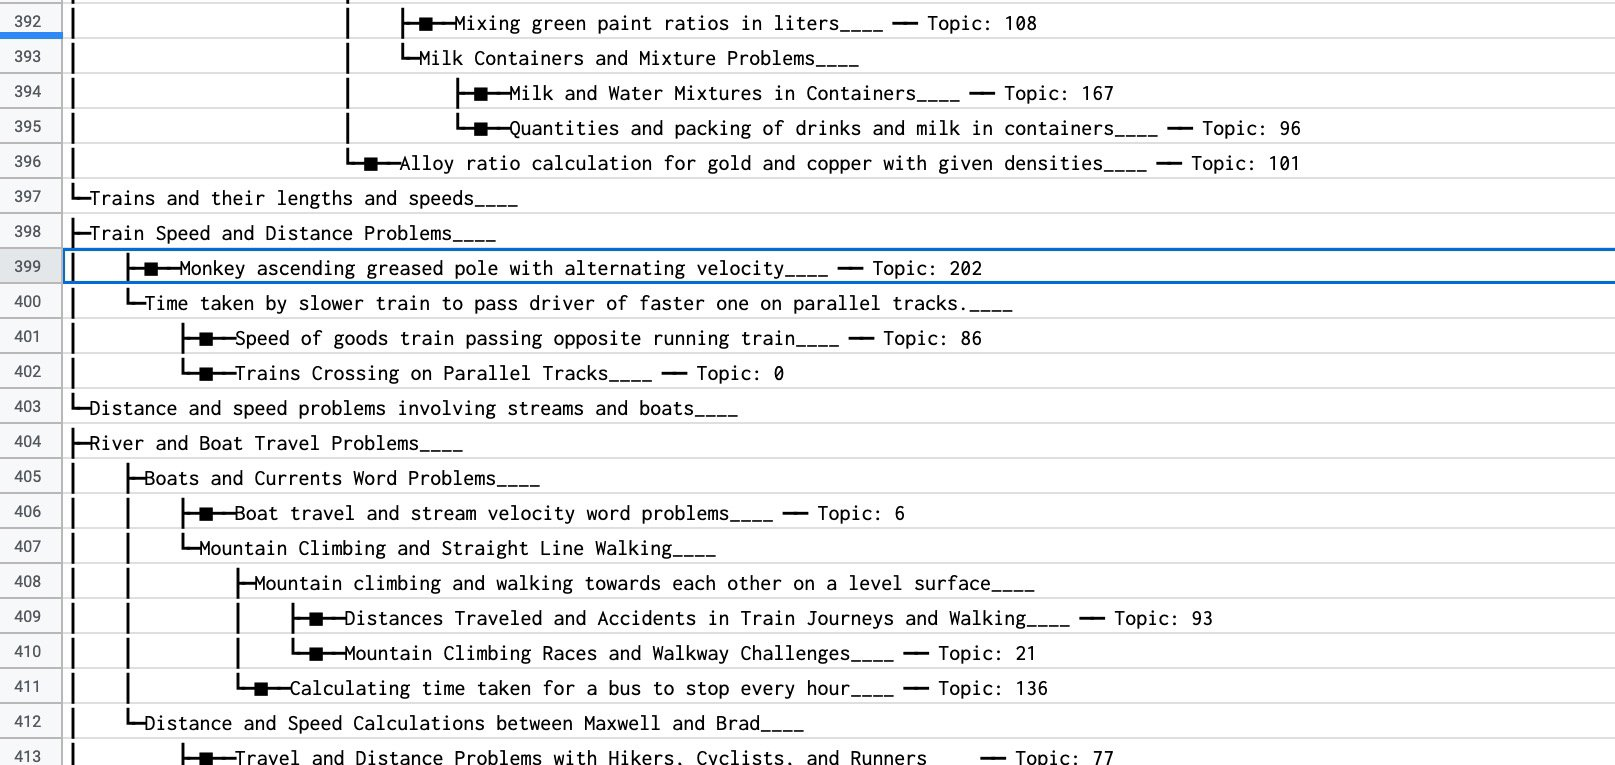 392 ├─■──Mixing green paint ratios in liters____ ── Topic: 108
393 └─Milk Containers and Mixture Problems____
394 ├─■──Milk and Water Mixtures in Containers____ ── Topic: 167
395 └─■──Quantities and packing of drinks and milk in containers____ ── Topic: 96
396 └─■──Alloy ratio calculation for gold and copper with given densities____ ── Topic: 101
397 └─Trains and their lengths and speeds____
398 ├─Train Speed and Distance Problems____
399 ├─■──Monkey ascending greased pole with alternating velocity____ ── Topic: 202
400 └─Time taken by slower train to pass driver of faster one on parallel tracks.____
401 ├─■──Speed of goods train passing opposite running train____ ── Topic: 86
402 └─■──Trains Crossing on Parallel Tracks____ ── Topic: 0
403 └─Distance and speed problems involving streams and boats____
404 ├─River and Boat Travel Problems____
405 ├─Boats and Currents Word Problems____
406 ├─■──Boat travel and stream velocity word problems____ ── Topic: 6
407 └─Mountain Climbing and Straight Line Walking____
408 ├─Mountain climbing and walking towards each other on a level surface____
409 ├─■──Distances Traveled and Accidents in Train Journeys and Walking____ ── Topic: 93
410 └─■──Mountain Climbing Races and Walkway Challenges____ ── Topic: 21
411 └─■──Calculating time taken for a bus to stop every hour____ ── Topic: 136
412 └─Distance and Speed Calculations between Maxwell and Brad____
413 ├─■──Travel and Distance Problems with Hikers, Cyclists, and Runners ── Topic: 77